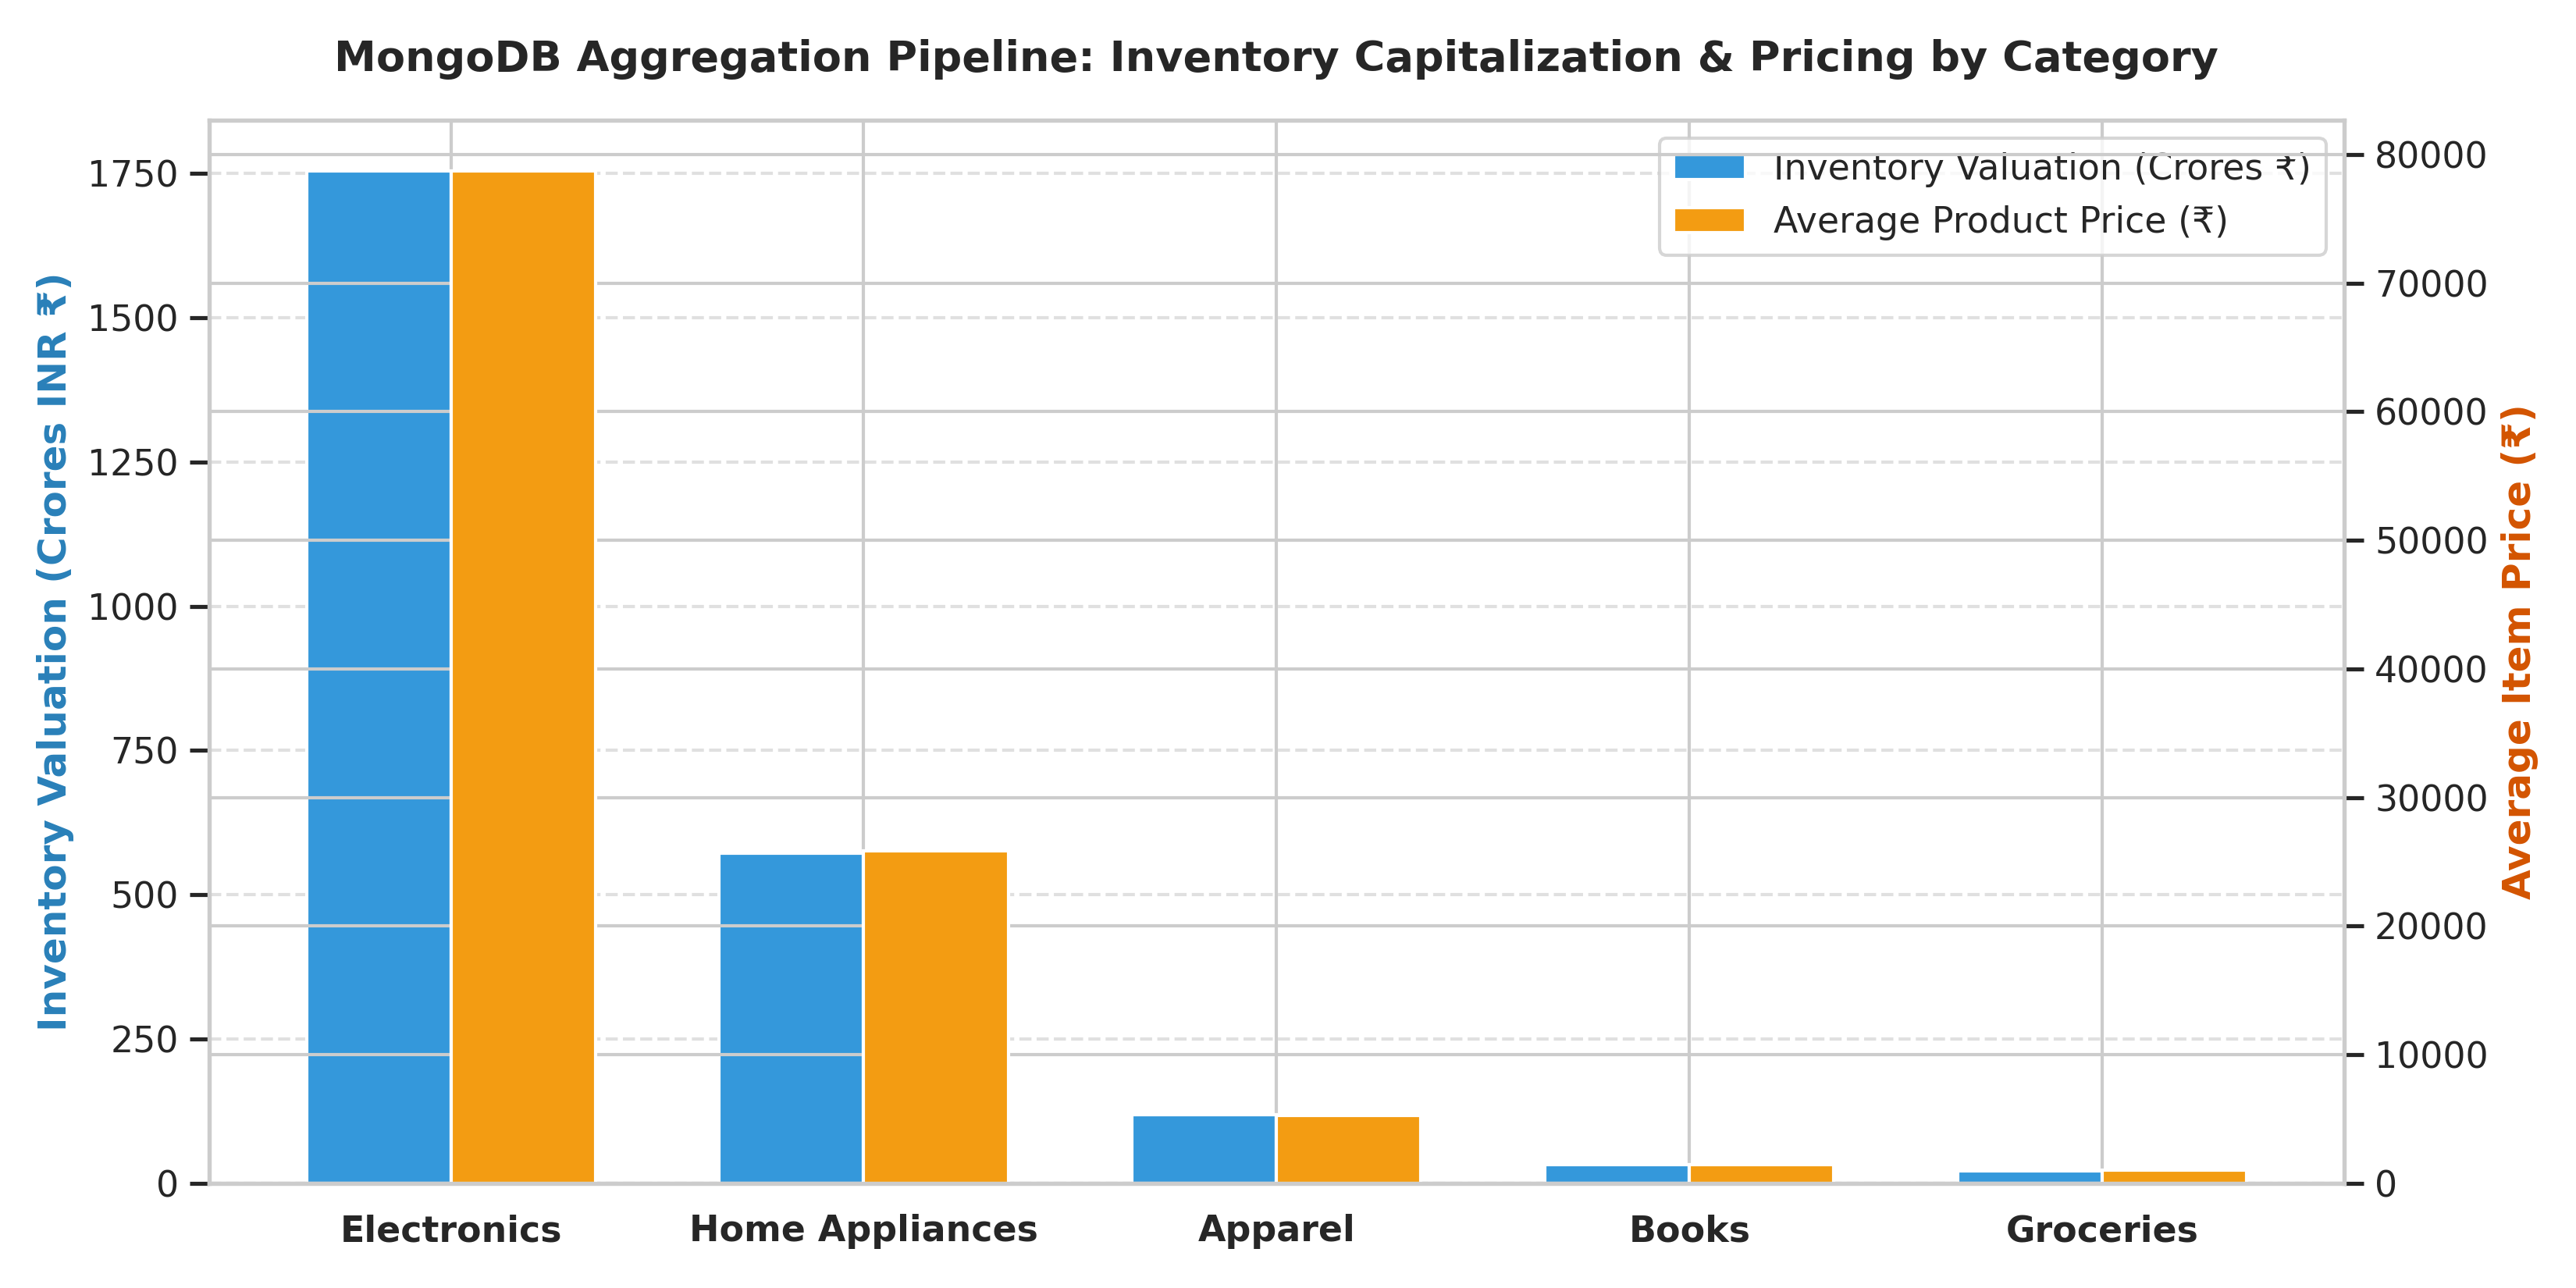 MongoDB Aggregation Pipeline: Inventory Capitalization & Pricing by Category
Inventory Valuation (Crores INR ₹)
1750
1500
1250
1000
750
500
250
0
Inventory Valuation (Crores ₹)
Average Product Price (₹)
80000
70000
60000
50000
40000
30000
20000
10000
0
Average Item Price (₹)
Electronics
Home Appliances
Apparel
Books
Groceries